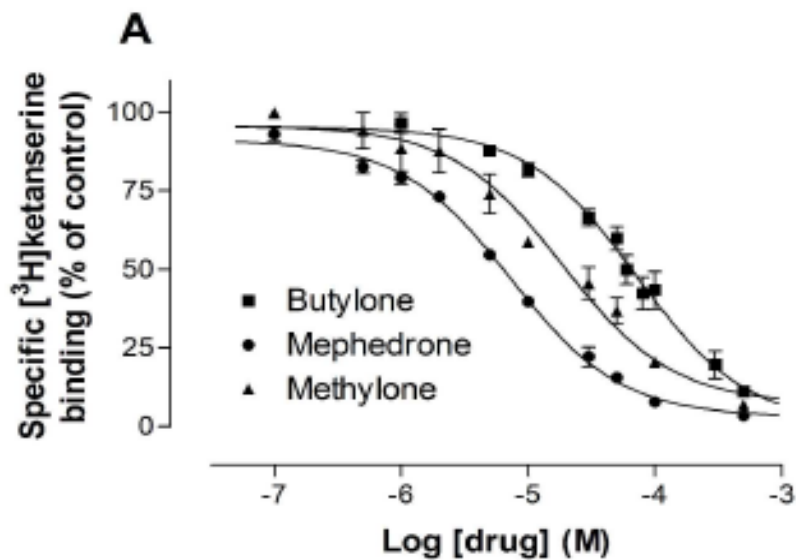 A
Specific [³H]ketanserine
binding (% of control)
100
75
50
25
0
Butylone
Mephedrone
Methylone
-7 -6 -5 -4 -3
Log [drug] (M)